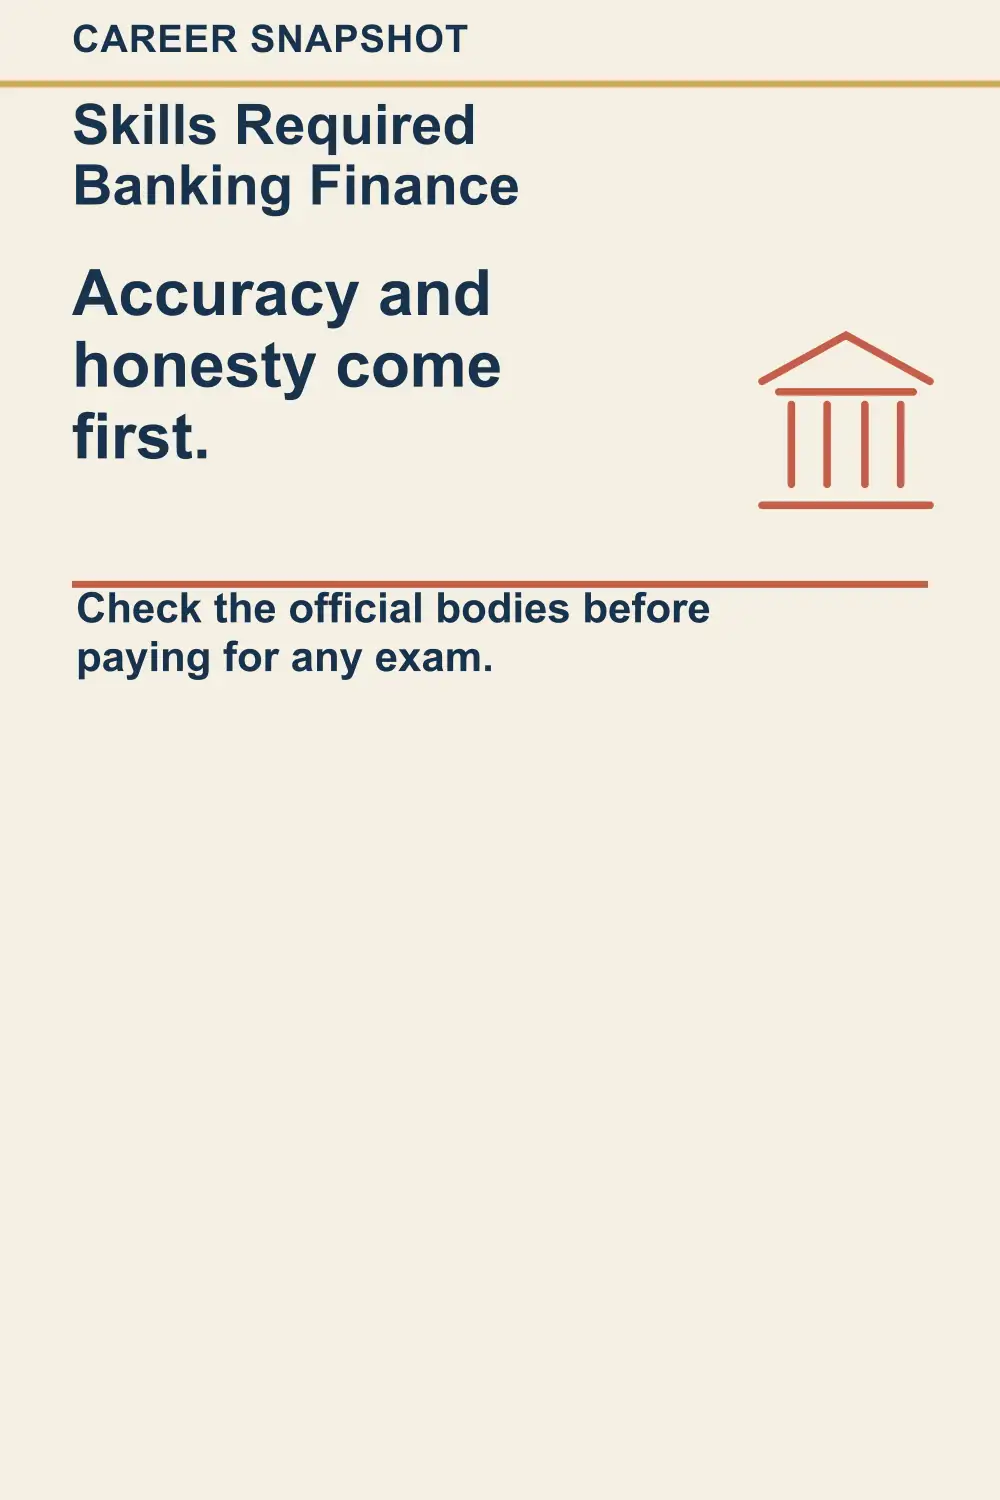 CAREER SNAPSHOT
Skills Required
Banking Finance
Accuracy and
honesty come
first.
Check the official bodies before
paying for any exam.